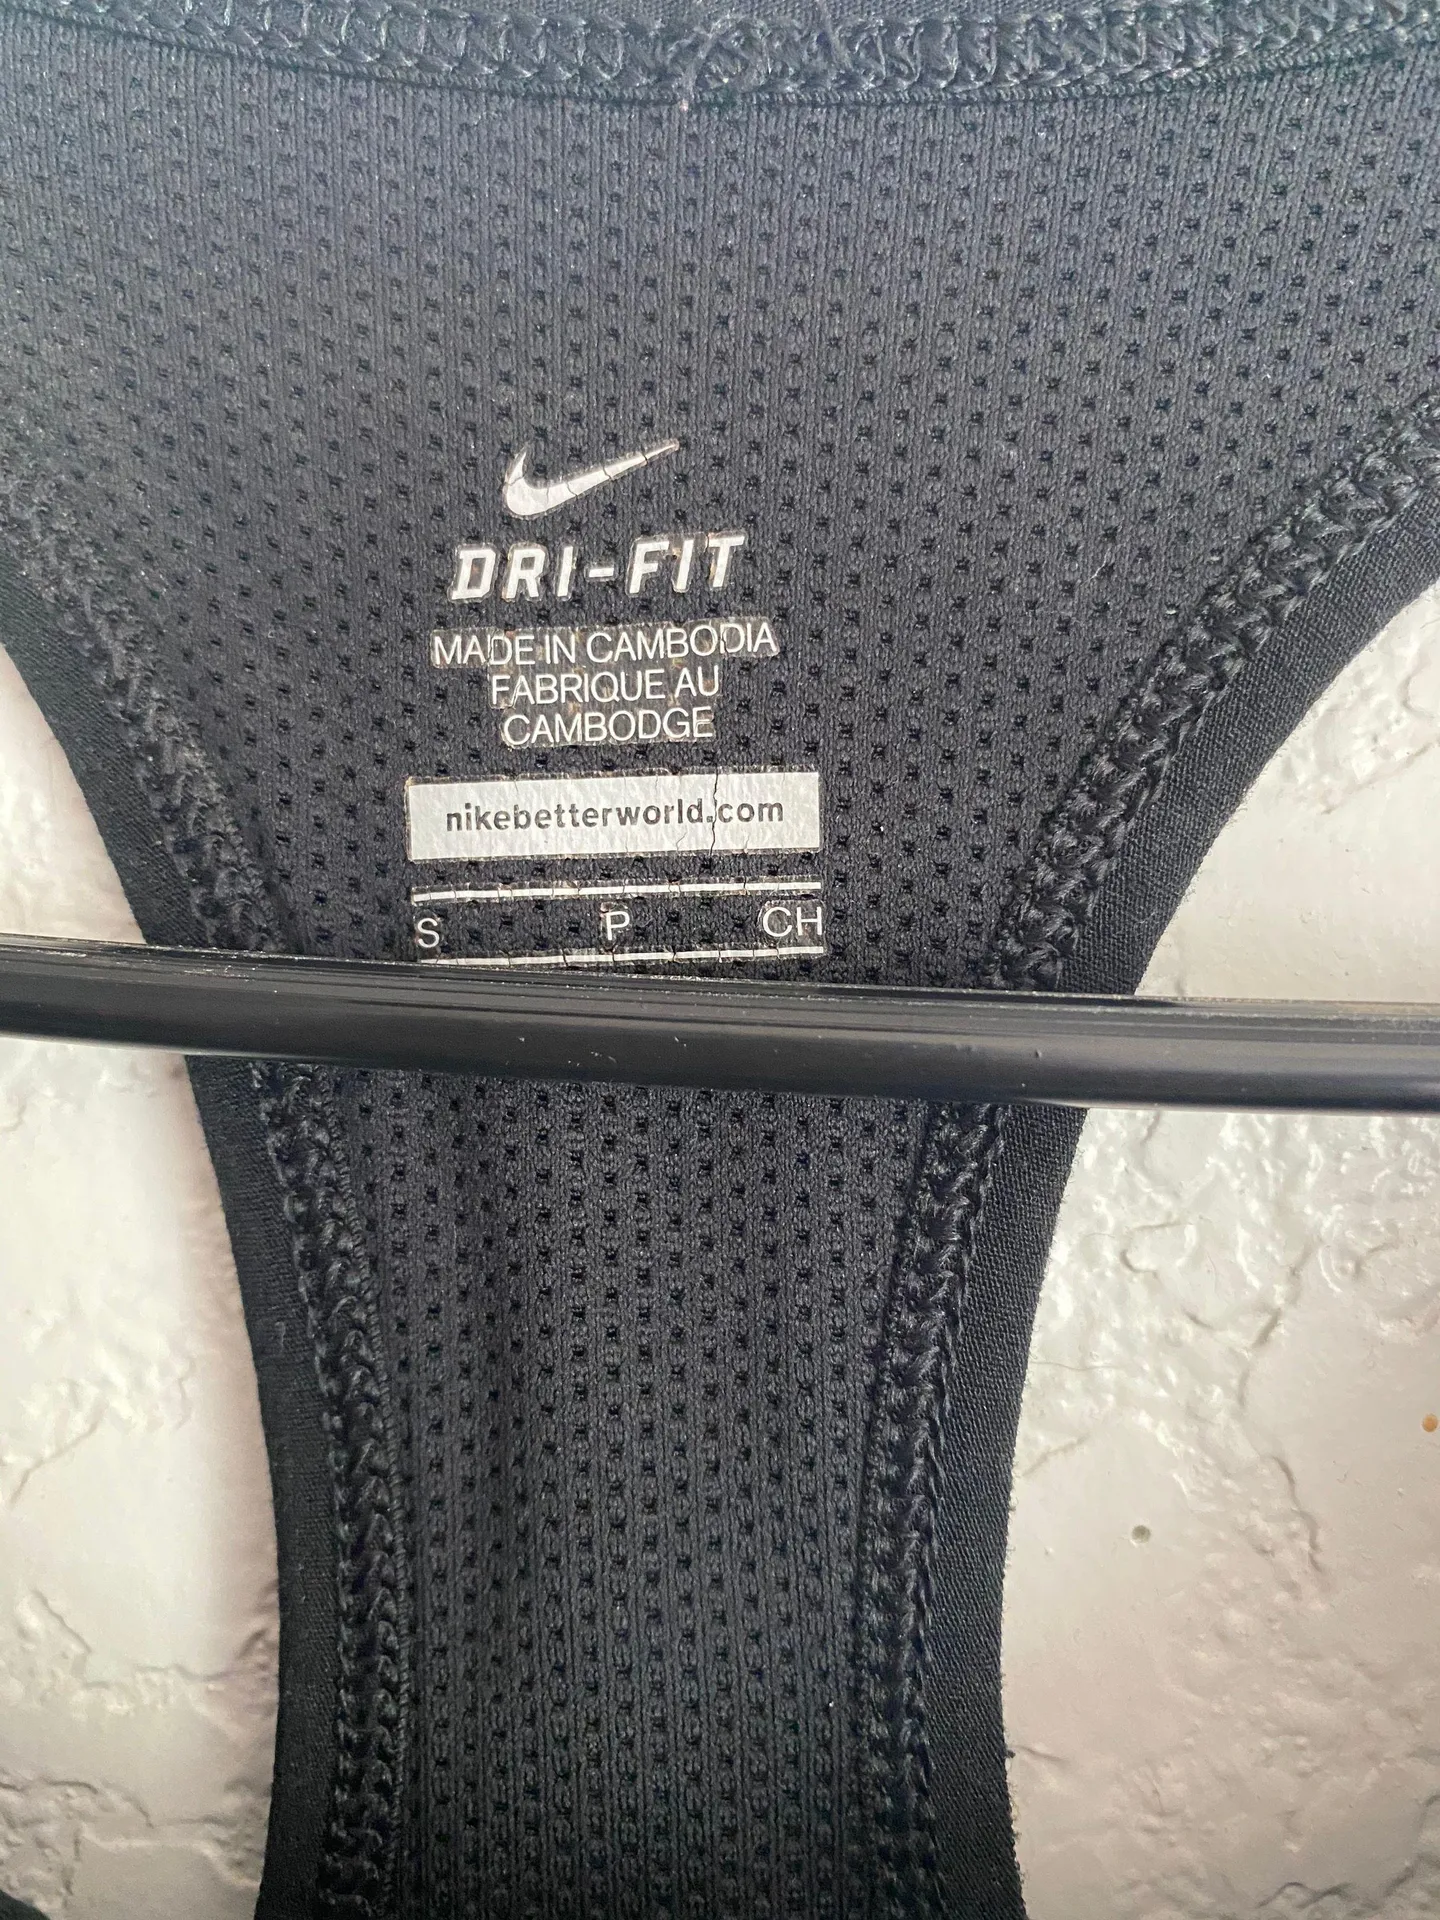 DRI-FIT
MADE IN CAMBODIA
FABRIQUE AU
CAMBODGE
nikebetterworld.com
S P CH